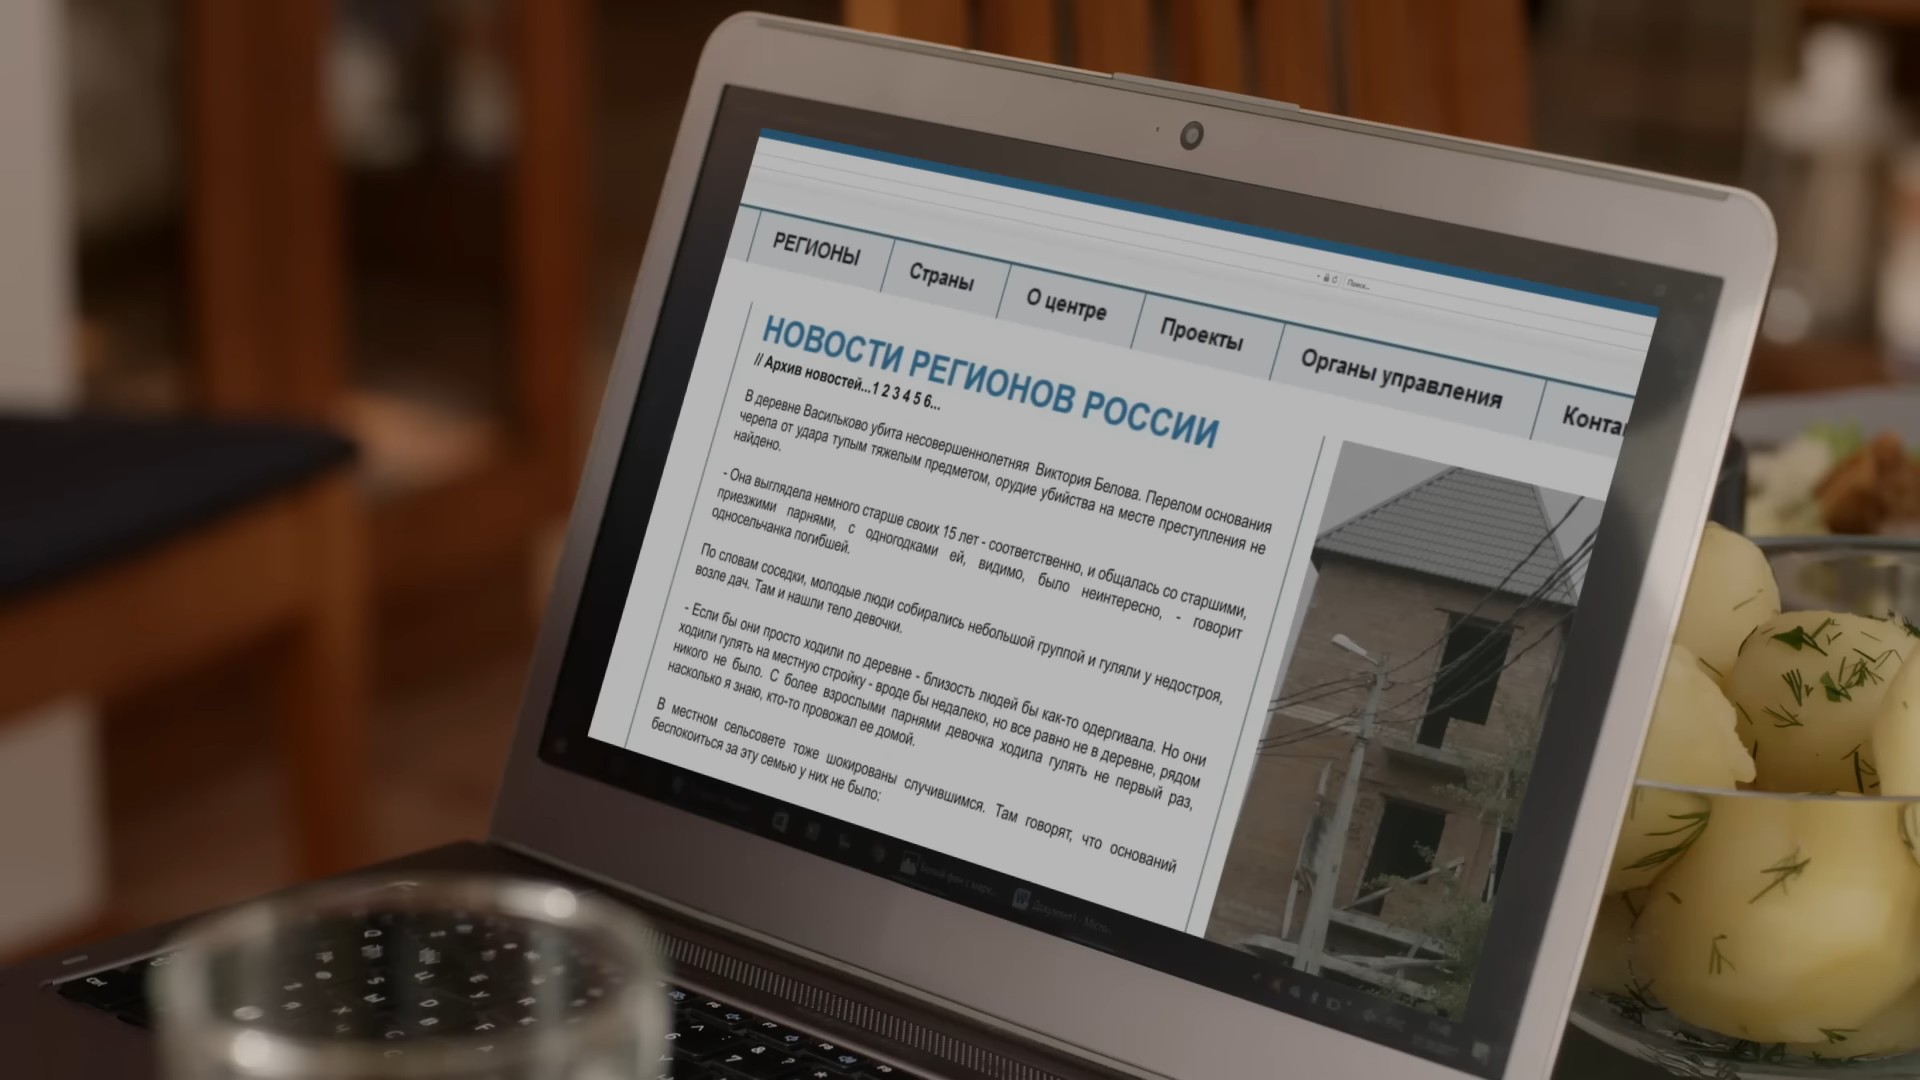 Поиск...
РЕГИОНЫ
Страны
О центре
Проекты
Органы управления
Конта
НОВОСТИ РЕГИОНОВ РОССИИ
// Архив новостей...1 2 3 4 5 6...
В деревне Васильково убита несовершеннолетняя Виктория Белова. Перелом основания
черепа от удара тупым тяжелым предметом, орудие убийства на месте преступления не
найдено.
- Она выглядела немного старше своих 15 лет - соответственно, и общалась со старшими,
приезжими парнями, с одногодками ей, видимо, было неинтересно, - говорит
односельчанка погибшей.
По словам соседки, молодые люди собирались небольшой группой и гуляли у недостроя,
возле дач. Там и нашли тело девочки.
- Если бы они просто ходили по деревне - близость людей бы как-то одергивала. Но они
ходили гулять на местную стройку - вроде бы недалеко, но все равно не в деревне, рядом
никого не было. С более взрослыми парнями девочка ходила гулять не первый раз,
насколько я знаю, кто-то провожал ее домой.
В местном сельсовете тоже шокированы случившимся. Там говорят, что оснований
беспокоиться за эту семью у них не было: